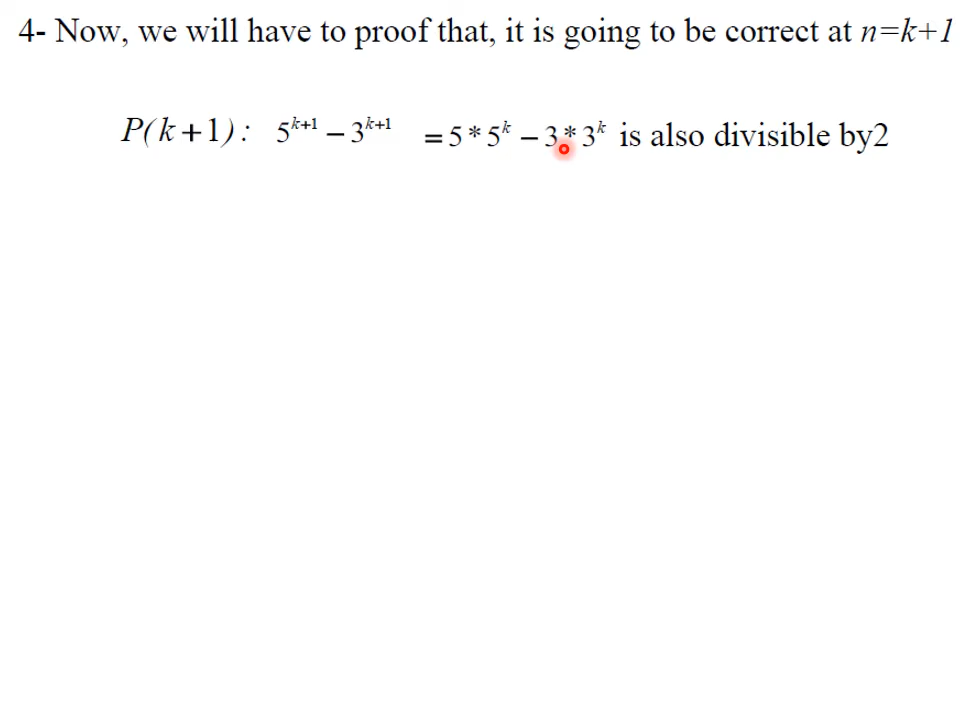 4- Now, we will have to proof that, it is going to be correct at n=k+1
P(k+1): 5^{k+1} − 3^{k+1} = 5 * 5^k − 3 * 3^k is also divisible by2